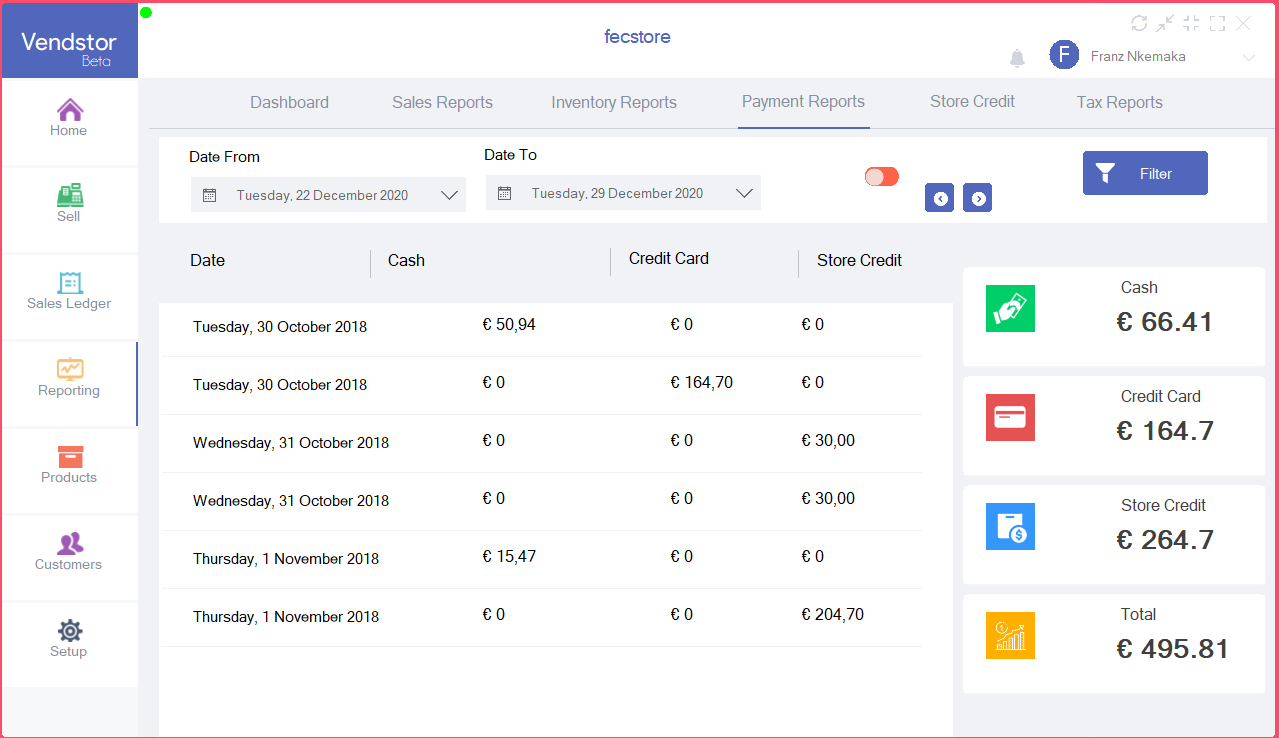 Vendstor
Beta
fecstore
F Franz Nkemaka
Home
Sell
Sales Ledger
Reporting
Products
Customers
Setup
Dashboard Sales Reports Inventory Reports Payment Reports Store Credit Tax Reports
Date From Date To
Tuesday, 22 December 2020 Tuesday, 29 December 2020 Filter
Date Cash Credit Card Store Credit
Tuesday, 30 October 2018 € 50,94 € 0 € 0
Tuesday, 30 October 2018 € 0 € 164,70 € 0
Wednesday, 31 October 2018 € 0 € 0 € 30,00
Wednesday, 31 October 2018 € 0 € 0 € 30,00
Thursday, 1 November 2018 € 15,47 € 0 € 0
Thursday, 1 November 2018 € 0 € 0 € 204,70
Cash
€ 66.41
Credit Card
€ 164.7
Store Credit
€ 264.7
Total
€ 495.81